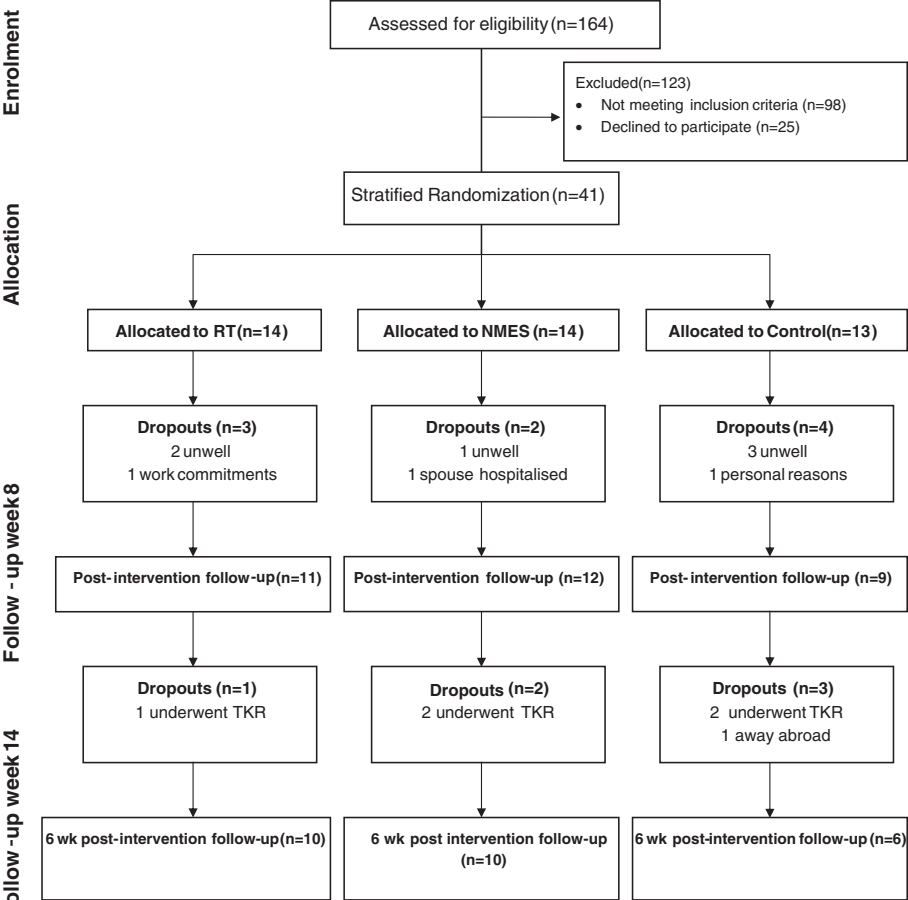 Enrolment
Assessed for eligibility (n=164)
Excluded(n=123)
• Not meeting inclusion criteria (n=98)
• Declined to participate (n=25)
Stratified Randomization (n=41)
Allocation
Allocated to RT(n=14)
Allocated to NMES (n=14)
Allocated to Control(n=13)
Dropouts (n=3)
2 unwell
1 work commitments
Dropouts (n=2)
1 unwell
1 spouse hospitalised
Dropouts (n=4)
3 unwell
1 personal reasons
Follow-up week 8
Post-intervention follow-up(n=11)
Post-intervention follow-up (n=12)
Post-intervention follow-up (n=9)
Dropouts (n=1)
1 underwent TKR
Dropouts (n=2)
2 underwent TKR
Dropouts (n=3)
2 underwent TKR
1 away abroad
Follow-up week 14
6 wk post-intervention follow-up(n=10)
6 wk post intervention follow-up
(n=10)
6 wk post-intervention follow-up(n=6)